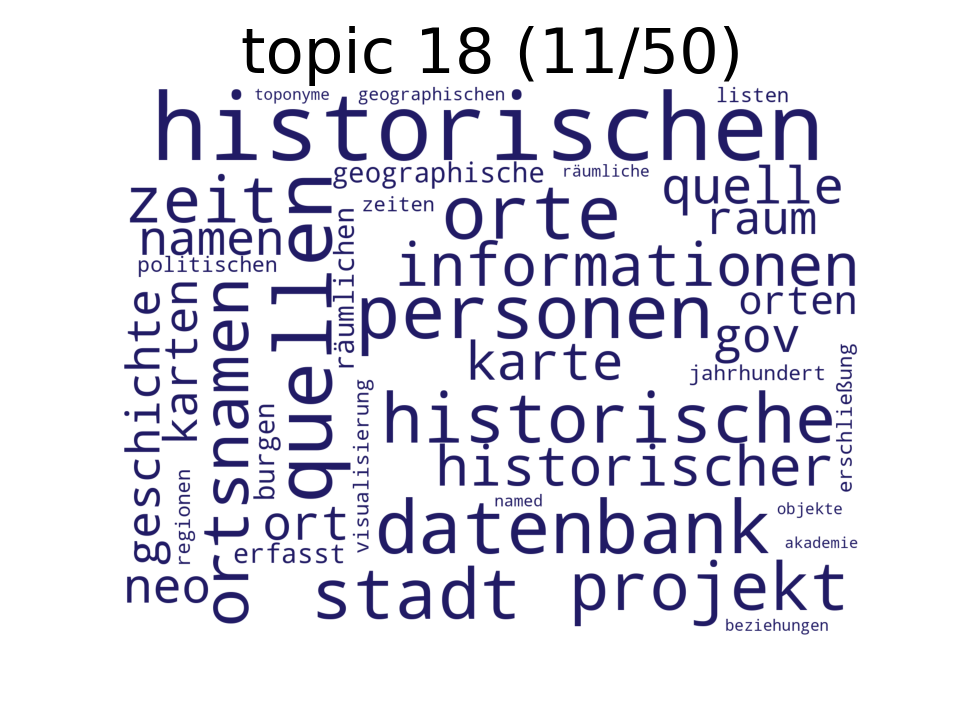 topic 18 (11/50)
toponyme
geographischen
listen
historischen
geographische
räumliche
quelle
zeit
zeiten
orte
raum
namen
politischen
informationen
quellen
räumlichen
personen
orten
gov
karten
geschichte
ortsnamen
karte
jahrhundert
erschließung
historische
burgen
visualisierung
historischer
regionen
named
datenbank
objekte
ort
erfasst
akademie
neo
stadt
projekt
beziehungen